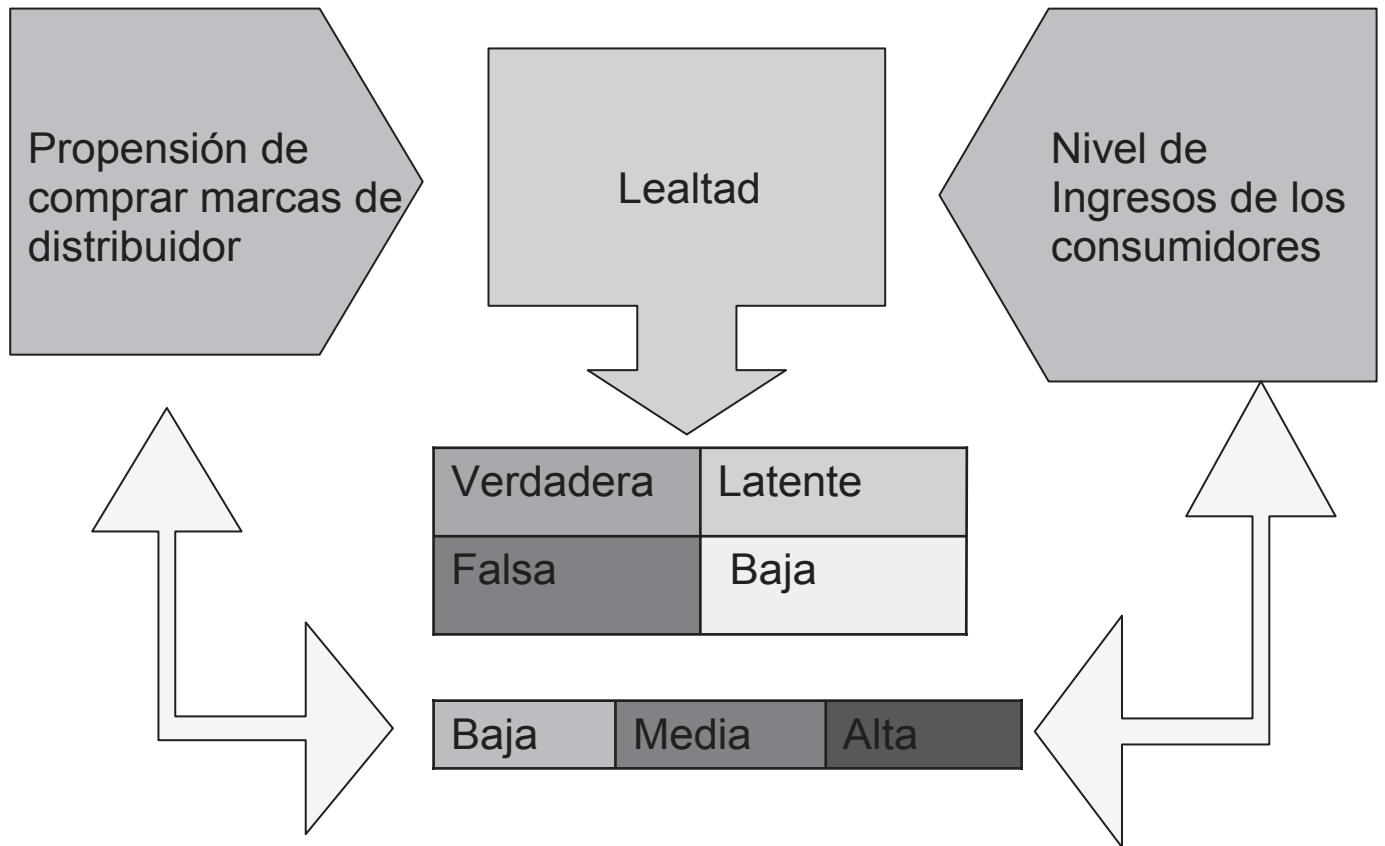 Propensión de
comprar marcas de
distribuidor
Lealtad
Nivel de
Ingresos de los
consumidores
Verdadera
Latente
Falsa
Baja
Baja
Media
Alta